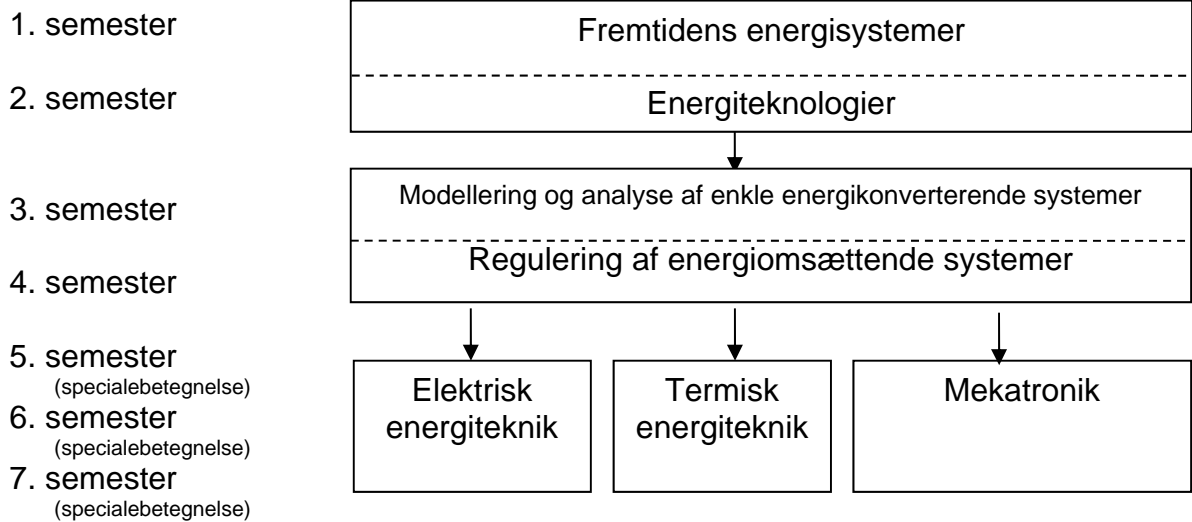 1. semester
Fremtidens energisystemer
2. semester
Energiteknologier
3. semester
Modellering og analyse af enkle energikonverterende systemer
Regulering af energiomsættende systemer
4. semester
5. semester
(specialebetegnelse)
6. semester
(specialebetegnelse)
7. semester
(specialebetegnelse)
Elektrisk
energiteknik
Termisk
energiteknik
Mekatronik